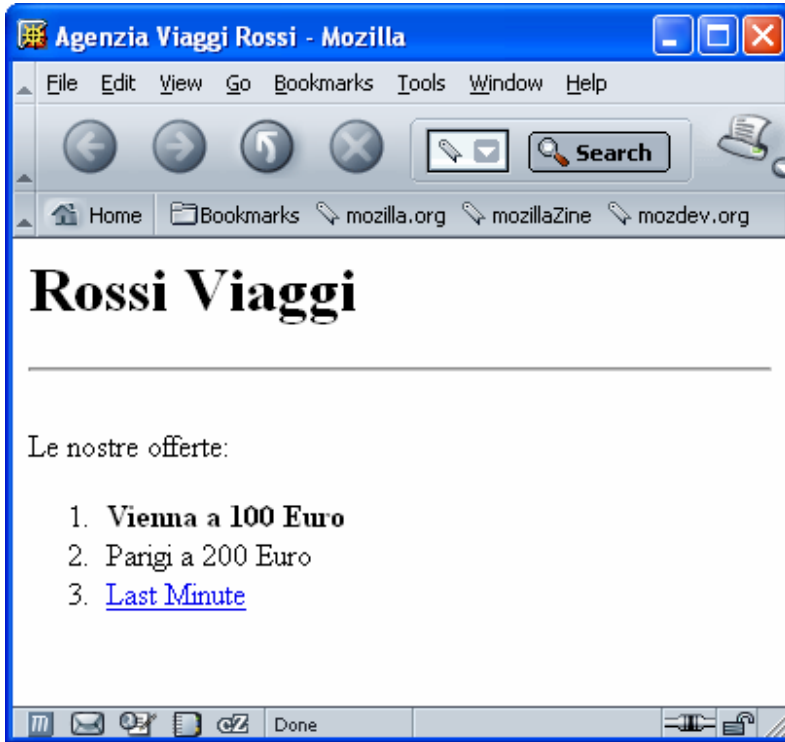 Agenzia Viaggi Rossi - Mozilla
File Edit View Go Bookmarks Tools Window Help
Search
Home Bookmarks mozilla.org mozillaZine mozdev.org
Rossi Viaggi
Le nostre offerte:
1. Vienna a 100 Euro
2. Parigi a 200 Euro
3. Last Minute
Done